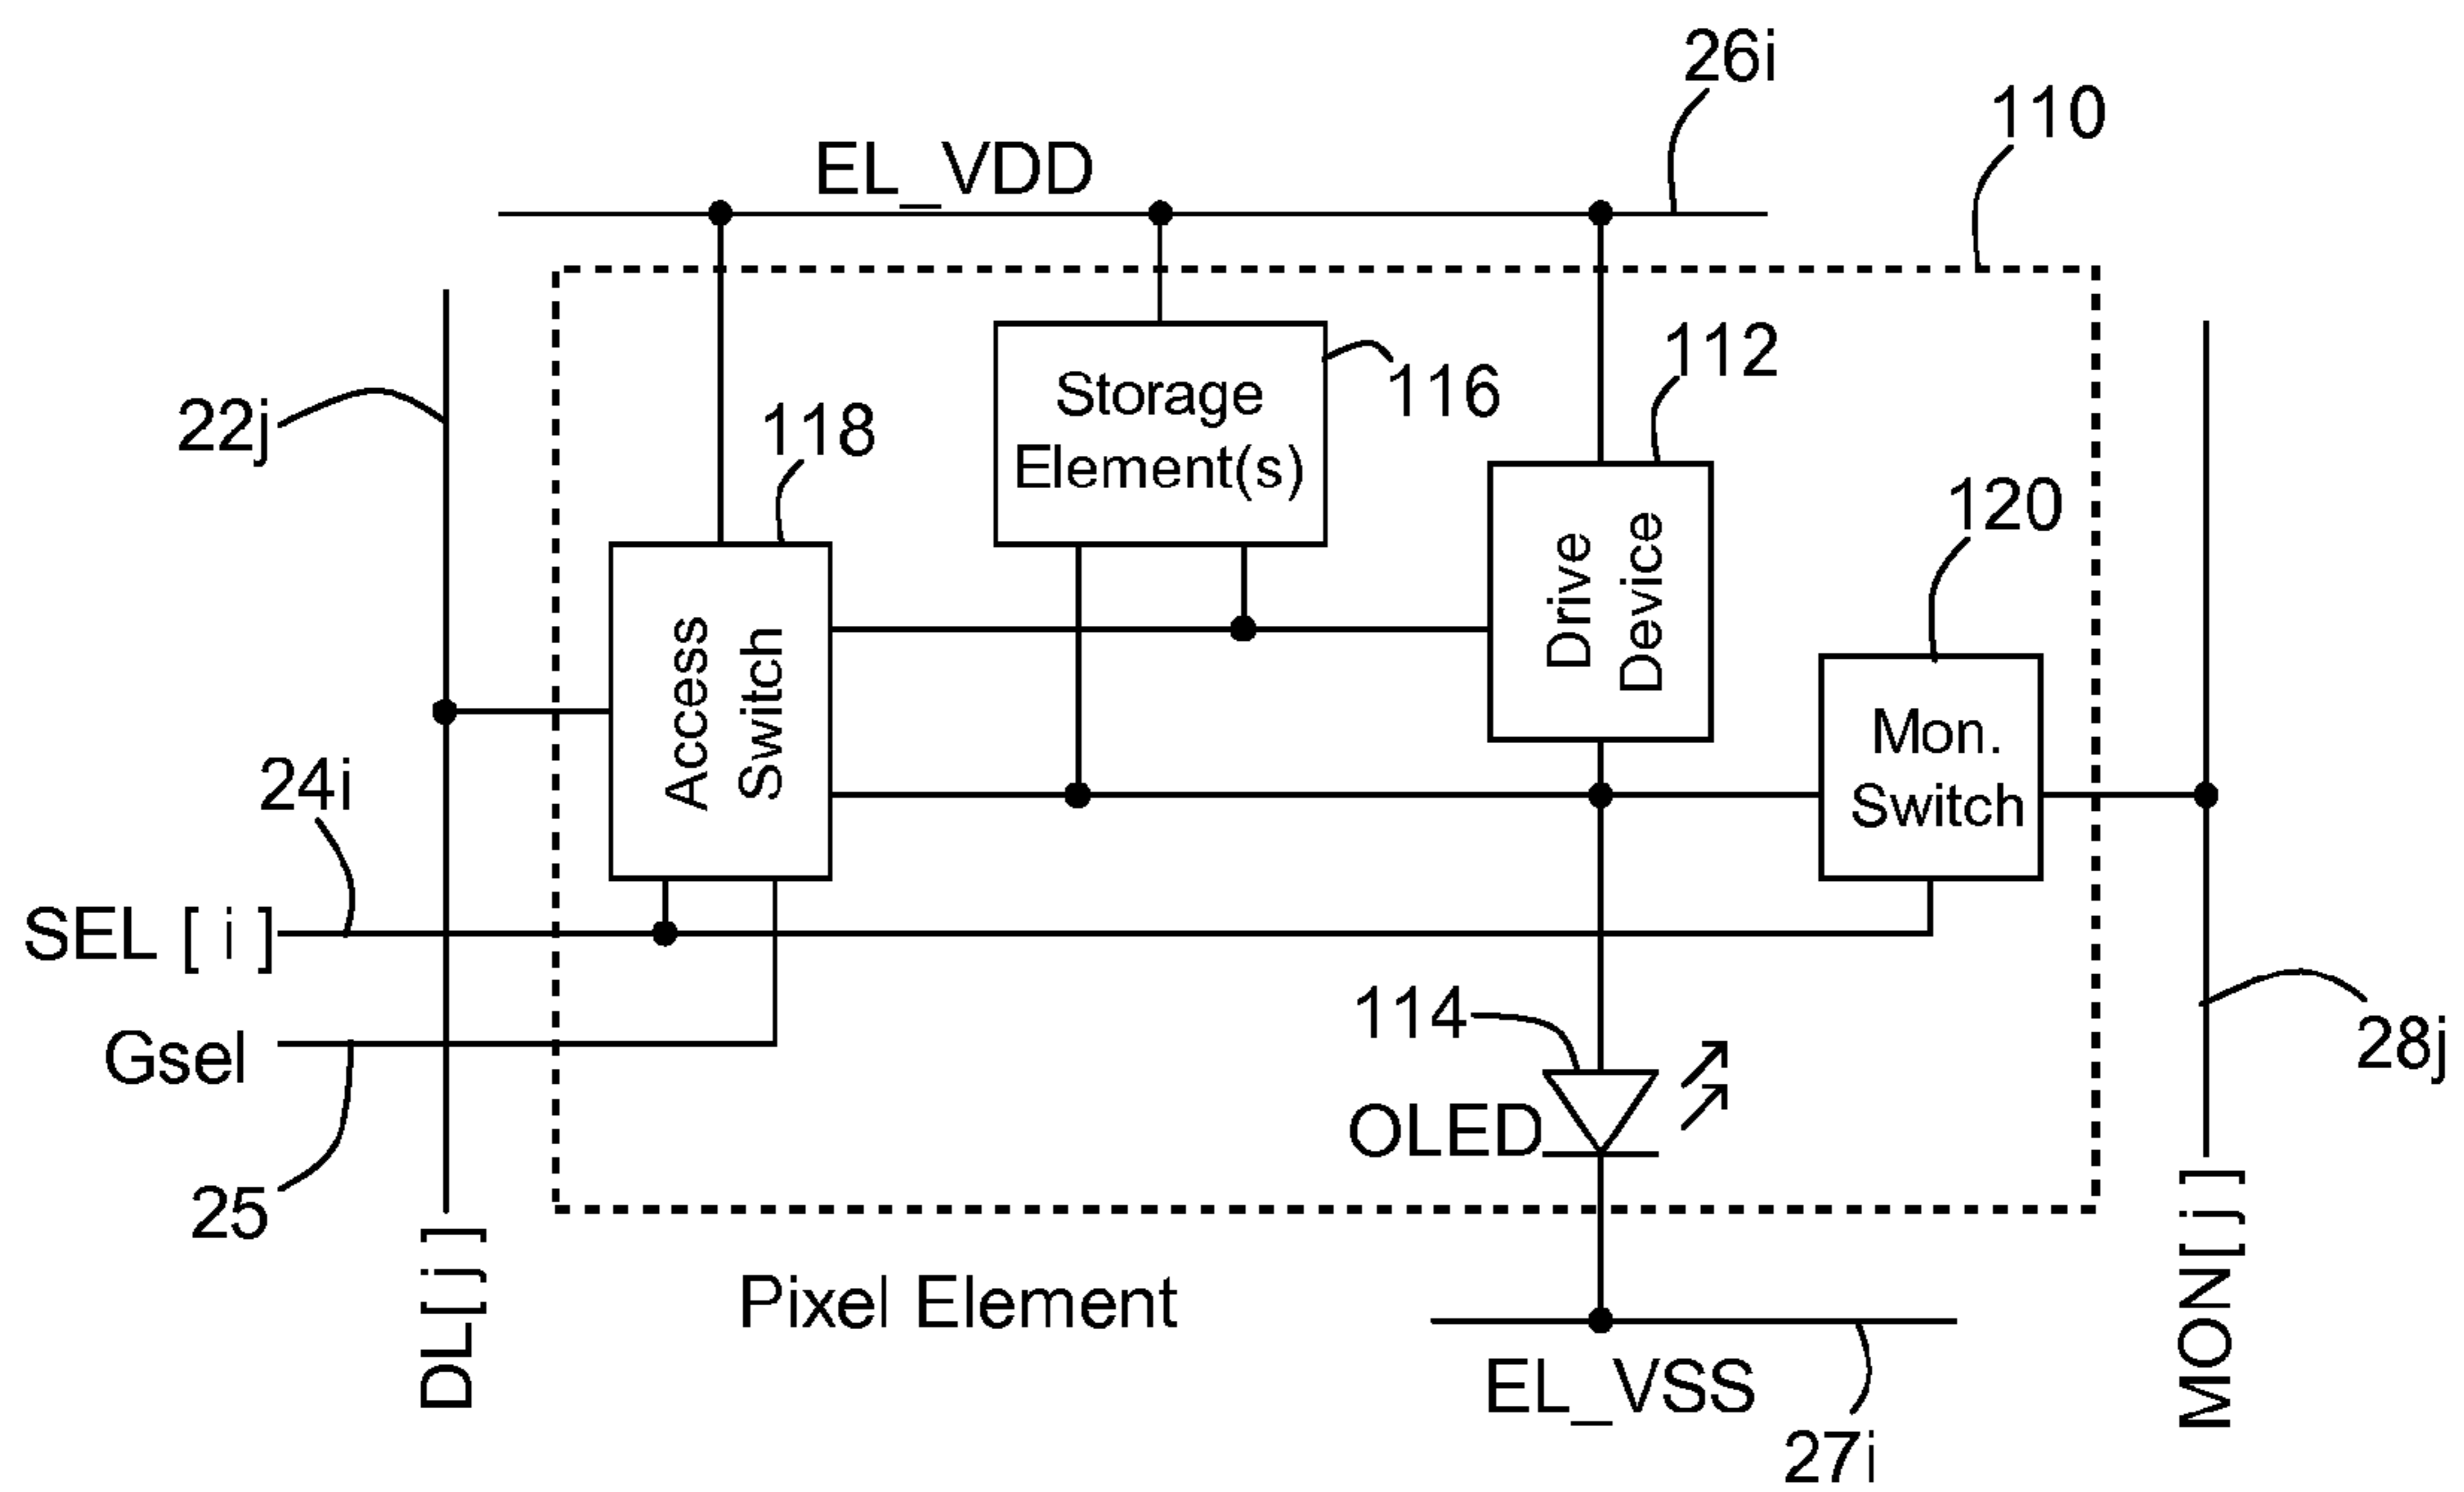 26i
110
EL_VDD
112
Storage
Element(s)
116
22j
118
120
Drive
Device
Access
Switch
Mon.
Switch
24i
SEL [ i ]
114
28j
Gsel
OLED
25
DL[ j ]
MON[ j ]
Pixel Element
EL_VSS
27i